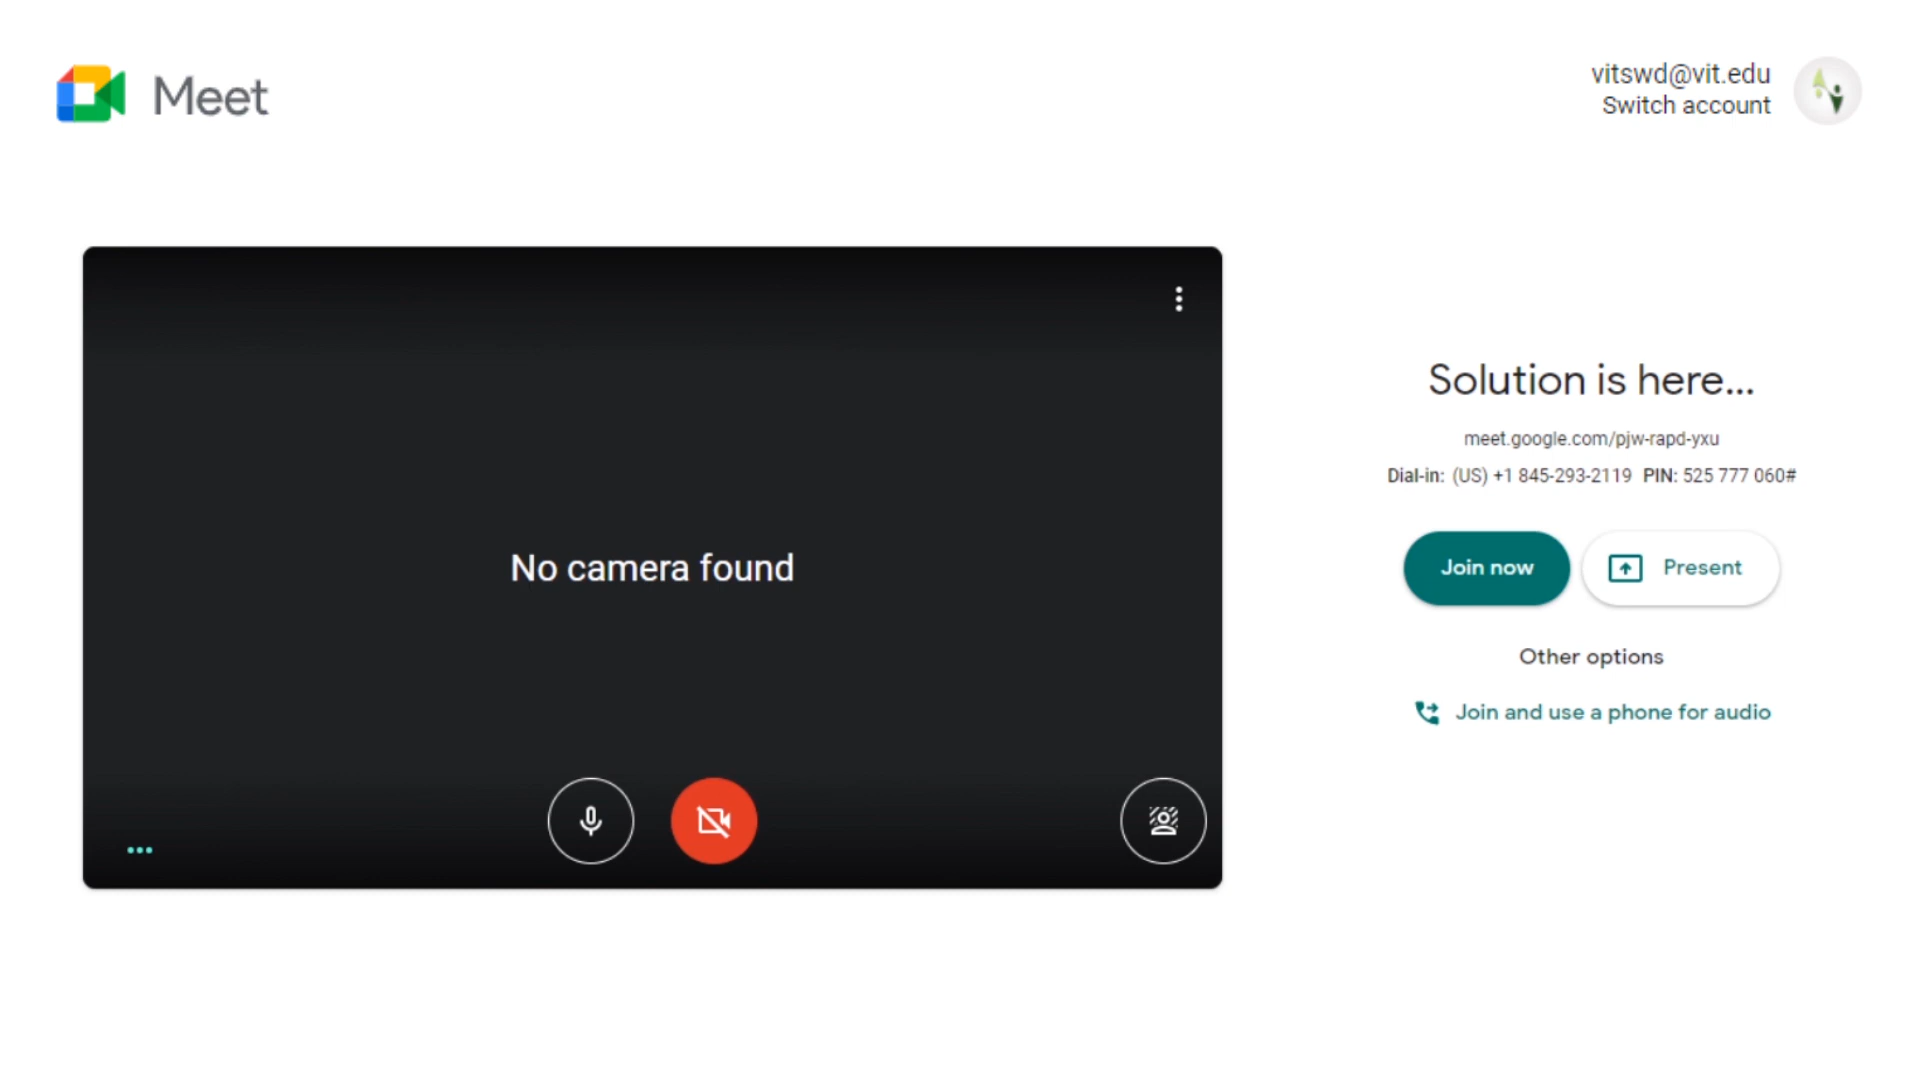 Meet
vitswd@vit.edu
Switch account
No camera found
Solution is here...
meet.google.com/pjw-rapd-yxu
Dial-in: (US) +1 845-293-2119 PIN: 525 777 060#
Join now
Present
Other options
Join and use a phone for audio